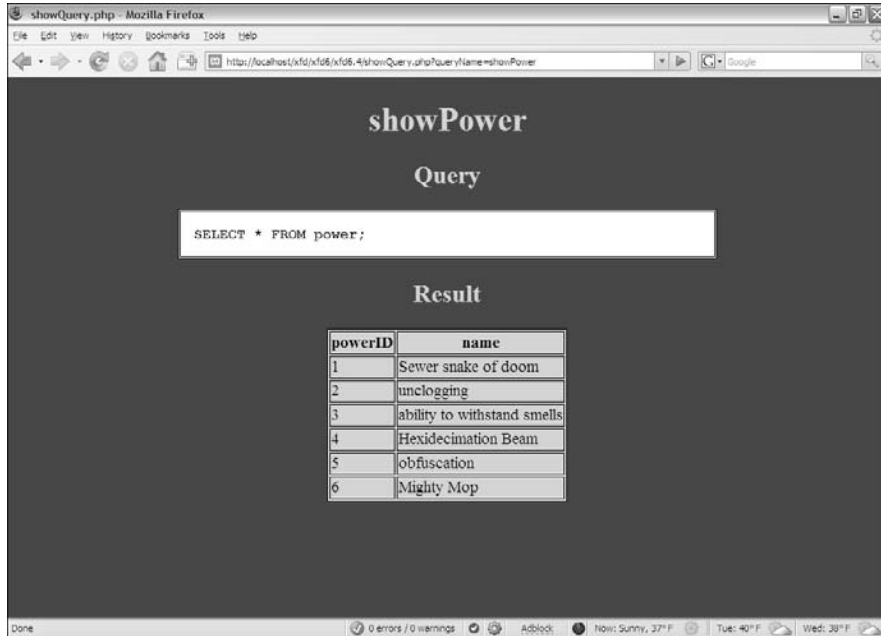 showQuery.php - Mozilla Firefox
File Edit View History Bookmarks Tools Help
http://localhost/xfd/xfd6/xfd6.4/showQuery.php?queryName=showPower
Google
showPower
Query
SELECT * FROM power;
Result
powerID name
1 Sewer snake of doom
2 unclogging
3 ability to withstand smells
4 Hexidecimation Beam
5 obfuscation
6 Mighty Mop
Done 0 errors / 0 warnings Adblock Now: Sunny, 37° F Tue: 40° F Wed: 38° F